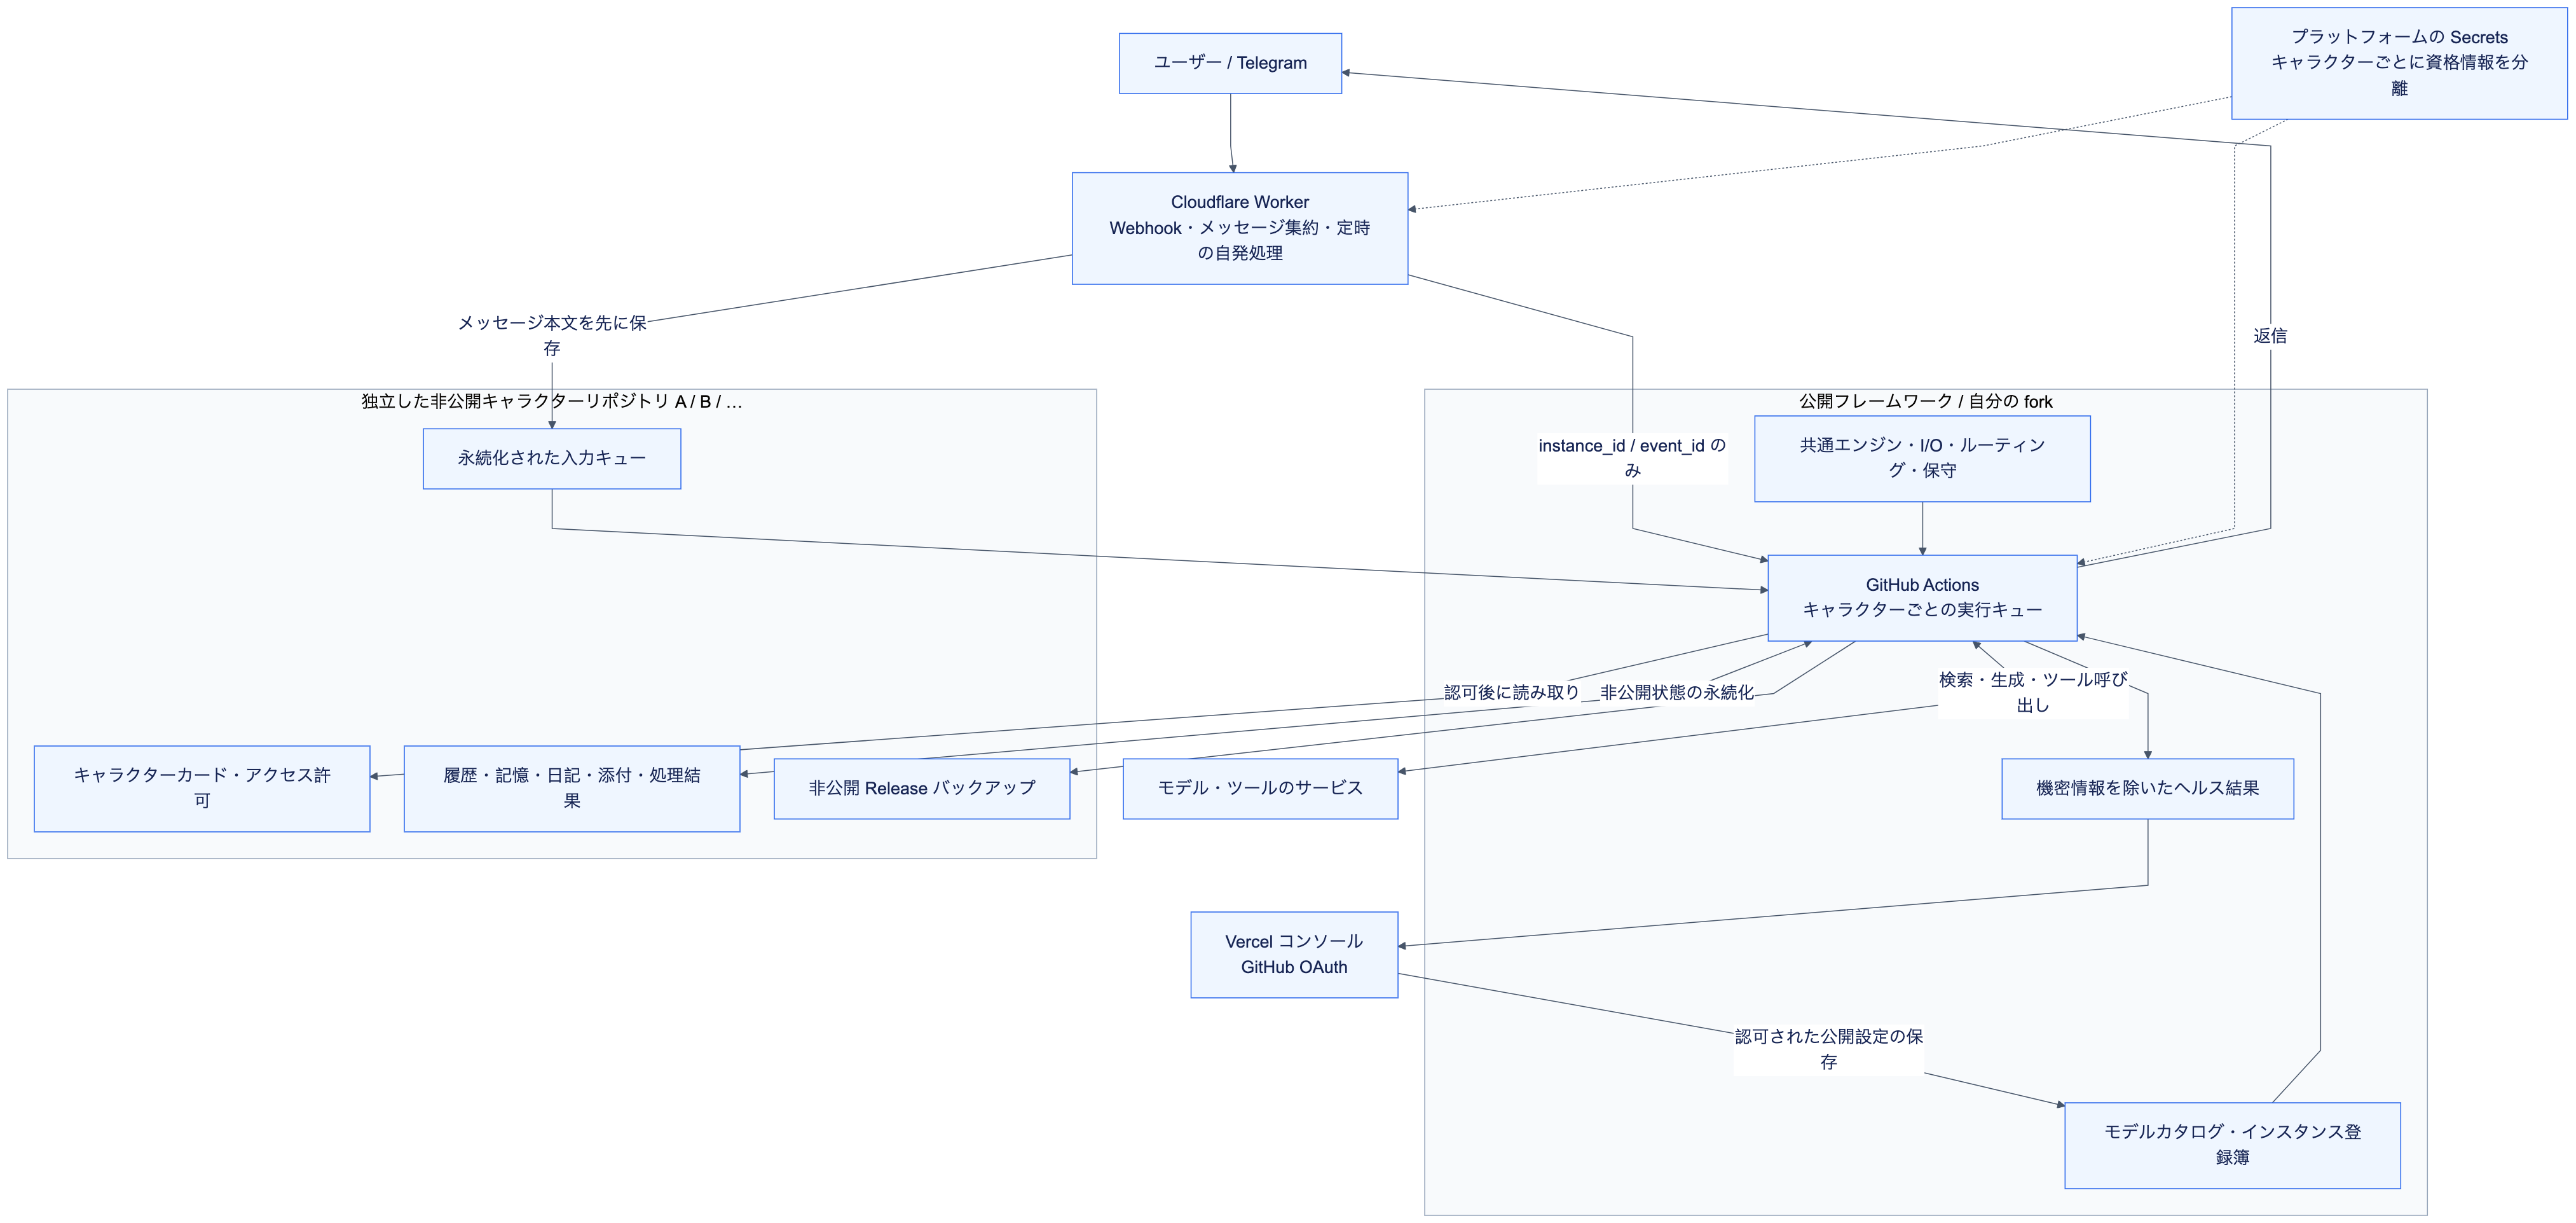 プラットフォームの Secrets
キャラクターごとに資格情報を分
離
ユーザー / Telegram
Cloudflare Worker
Webhook・メッセージ集約・定時
の自発処理
メッセージ本文を先に保
存
返信
独立した非公開キャラクターリポジトリ A / B / …
公開フレームワーク / 自分の fork
永続化された入力キュー
instance_id / event_id の
み
共通エンジン・I/O・ルーティン
グ・保守
GitHub Actions
キャラクターごとの実行キュー
認可後に読み取り
非公開状態の永続化
検索・生成・ツール呼び
出し
キャラクターカード・アクセス許
可
履歴・記憶・日記・添付・処理結
果
非公開 Release バックアップ
モデル・ツールのサービス
機密情報を除いたヘルス結果
Vercel コンソール
GitHub OAuth
認可された公開設定の保
存
モデルカタログ・インスタンス登
録簿